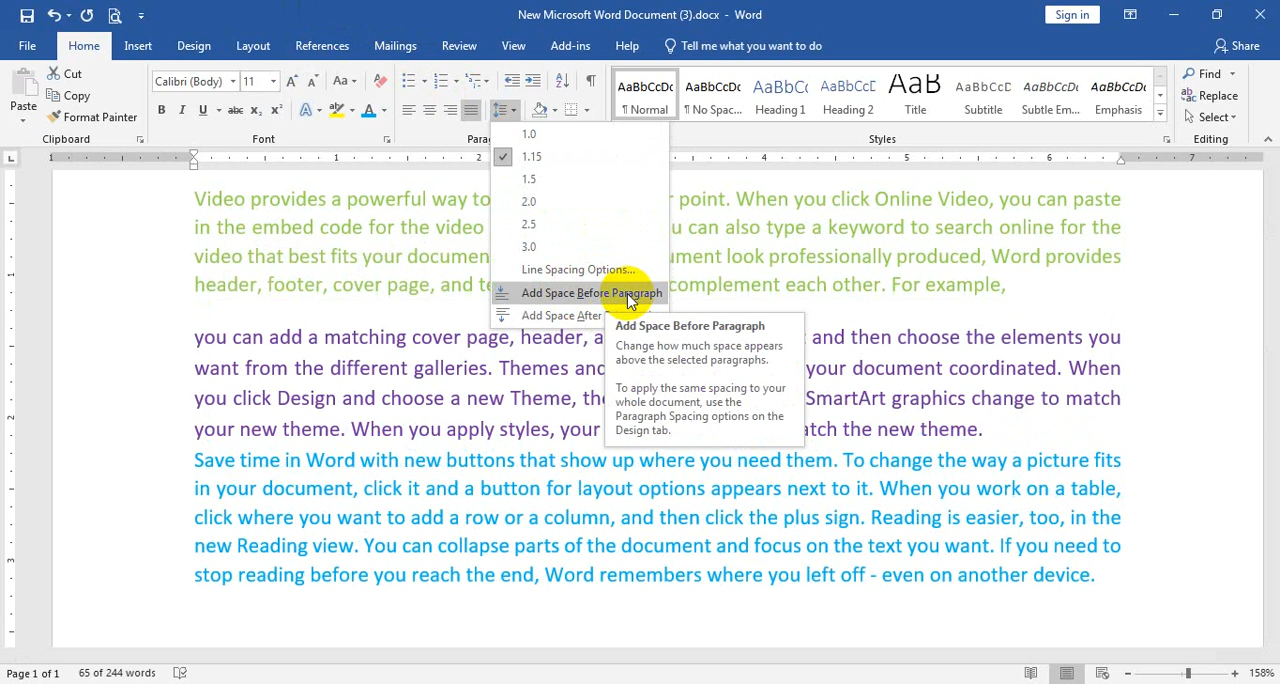 New Microsoft Word Document (3).docx - Word
Sign in
File Home Insert Design Layout References Mailings Review View Add-ins Help Tell me what you want to do Share
Paste
Cut
Copy
Format Painter
Clipboard
Calibri (Body) 11
Font
AaBbCcDc
¶ Normal
¶ No Spac...
Heading 1
Heading 2
AaB
Title
AaBbCcD
Subtitle
Subtle Em...
Emphasis
Styles
Find
Replace
Select
Editing
1.0
1.15
1.5
2.0
2.5
3.0
Line Spacing Options...
Add Space Before Paragraph
Add Space After
Add Space Before Paragraph
Change how much space appears
above the selected paragraphs.
To apply the same spacing to your
whole document, use the
Paragraph Spacing options on the
Design tab.
Video provides a powerful way to point. When you click Online Video, you can paste
in the embed code for the video can also type a keyword to search online for the
video that best fits your look professionally produced, Word provides
header, footer, cover page, and complement each other. For example,
you can add a matching cover page, header, and then choose the elements you
want from the different galleries. Themes your document coordinated. When
you click Design and choose a new Theme, SmartArt graphics change to match
your new theme. When you apply styles, your the new theme.
Save time in Word with new buttons that show up where you need them. To change the way a picture fits
in your document, click it and a button for layout options appears next to it. When you work on a table,
click where you want to add a row or a column, and then click the plus sign. Reading is easier, too, in the
new Reading view. You can collapse parts of the document and focus on the text you want. If you need to
stop reading before you reach the end, Word remembers where you left off - even on another device.
Page 1 of 1 65 of 244 words 158%